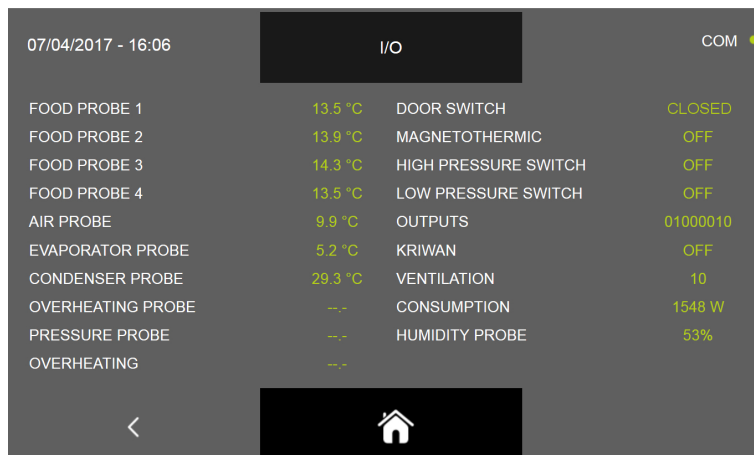 07/04/2017 - 16:06 I/O COM
FOOD PROBE 1 13.5 °C DOOR SWITCH CLOSED
FOOD PROBE 2 13.9 °C MAGNETOTHERMIC OFF
FOOD PROBE 3 14.3 °C HIGH PRESSURE SWITCH OFF
FOOD PROBE 4 13.5 °C LOW PRESSURE SWITCH OFF
AIR PROBE 9.9 °C OUTPUTS 01000010
EVAPORATOR PROBE 5.2 °C KRIWAN OFF
CONDENSER PROBE 29.3 °C VENTILATION 10
OVERHEATING PROBE --.- CONSUMPTION 1548 W
PRESSURE PROBE --.- HUMIDITY PROBE 53%
OVERHEATING --.-